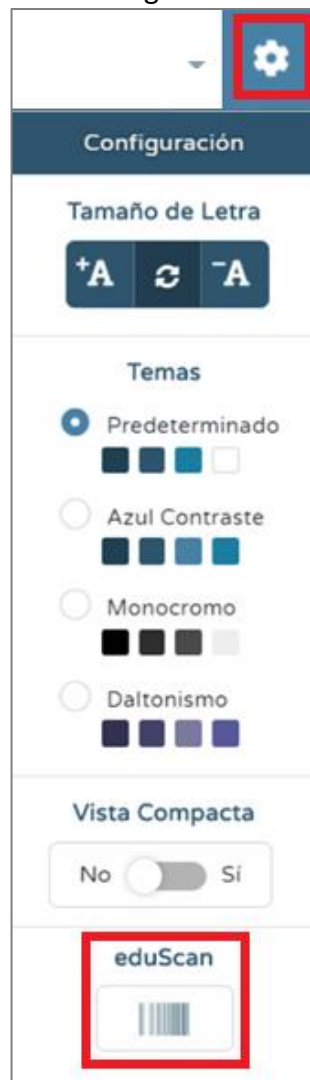 Configuración
Tamaño de Letra
+A -A
Temas
Predeterminado
Azul Contraste
Monocromo
Daltonismo
Vista Compacta
No Sí
eduScan